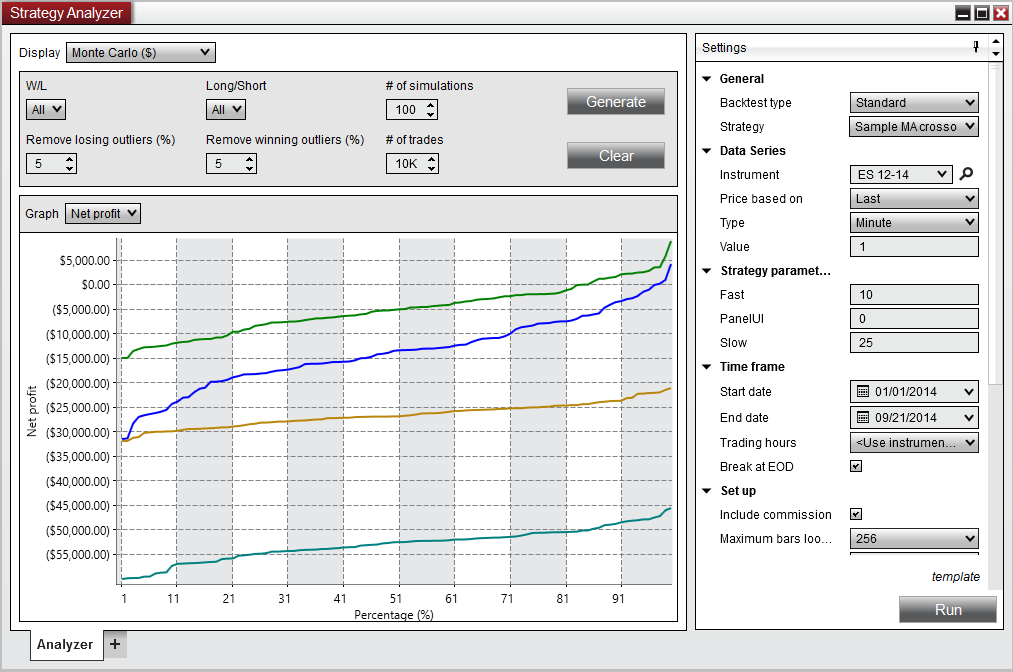 Strategy Analyzer
Display Monte Carlo ($)
W/L Long/Short # of simulations
All All 100 Generate
Remove losing outliers (%) Remove winning outliers (%) # of trades
5 5 10K Clear
Graph Net profit
$5,000.00
$0.00
($5,000.00)
($10,000.00)
($15,000.00)
($20,000.00)
($25,000.00)
($30,000.00)
($35,000.00)
($40,000.00)
($45,000.00)
($50,000.00)
($55,000.00)
Net profit
1 11 21 31 41 51 61 71 81 91
Percentage (%)
Analyzer +
Settings
General
Backtest type Standard
Strategy Sample MA crosso
Data Series
Instrument ES 12-14
Price based on Last
Type Minute
Value 1
Strategy paramet...
Fast 10
PanelUI 0
Slow 25
Time frame
Start date 01/01/2014
End date 09/21/2014
Trading hours <Use instrumen...
Break at EOD
Set up
Include commission
Maximum bars loo... 256
template
Run